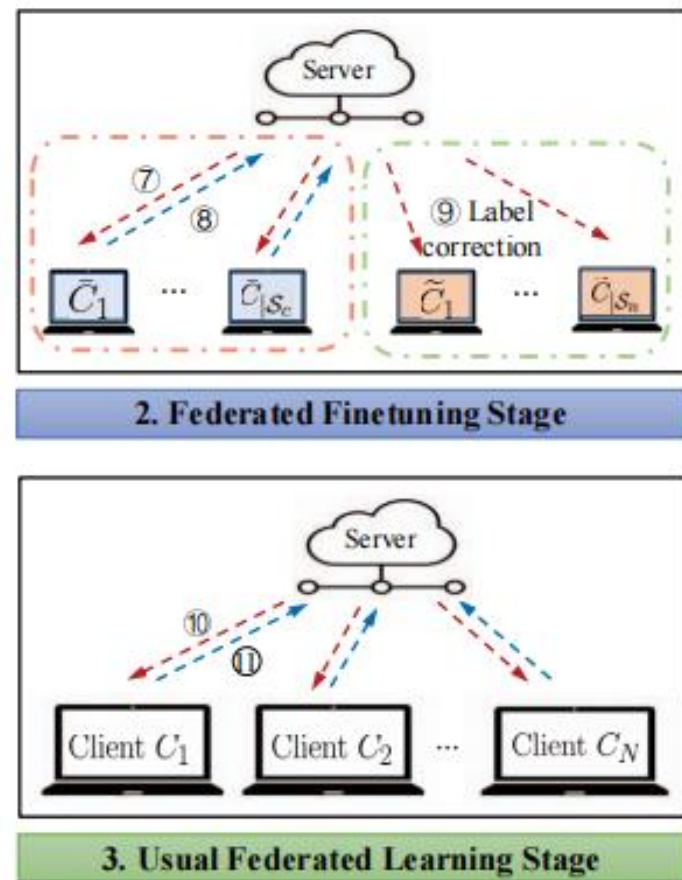 Server
⑦
⑧
⑨ Label
correction
C̄₁ ... C̄|Sc
C̃₁ ... C̈|Sn
2. Federated Finetuning Stage
Server
⑩
⑪
Client C₁
Client C₂
...
Client C_N
3. Usual Federated Learning Stage